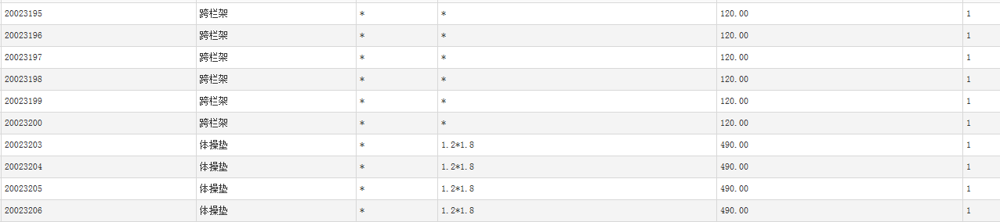 20023195 跨栏架 * * 120.00 1
20023196 跨栏架 * * 120.00 1
20023197 跨栏架 * * 120.00 1
20023198 跨栏架 * * 120.00 1
20023199 跨栏架 * * 120.00 1
20023200 跨栏架 * * 120.00 1
20023203 体操垫 * 1.2*1.8 490.00 1
20023204 体操垫 * 1.2*1.8 490.00 1
20023205 体操垫 * 1.2*1.8 490.00 1
20023206 体操垫 * 1.2*1.8 490.00 1